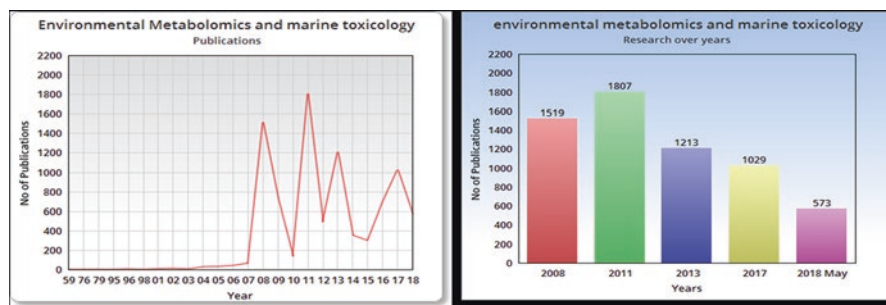 Environmental Metabolomics and marine toxicology
Publications
2200
2000
1800
1600
1400
1200
1000
800
600
400
200
0
No of Publications
59 76 79 95 96 98 01 02 03 04 05 06 07 08 09 10 11 12 13 14 15 16 17 18
Year
environmental metabolomics and marine toxicology
Research over years
2200
2000
1800
1600
1400
1200
1000
800
600
400
200
0
No of Publications
1519
1807
1213
1029
573
2008 2011 2013 2017 2018 May
Years